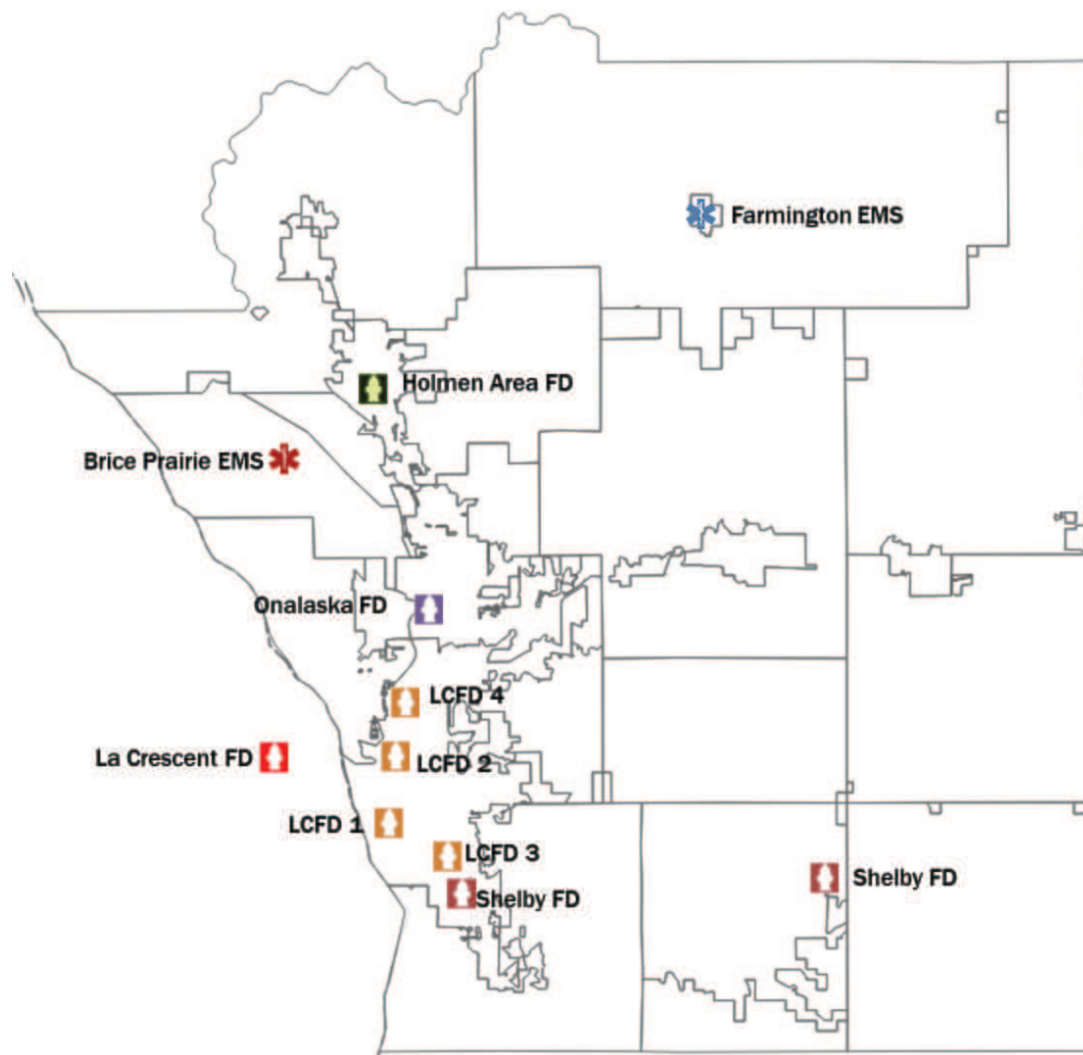 Farmington EMS
Holmen Area FD
Brice Prairie EMS
Onalaska FD
LCFD 4
La Crescent FD
LCFD 2
LCFD 1
LCFD 3
Shelby FD
Shelby FD